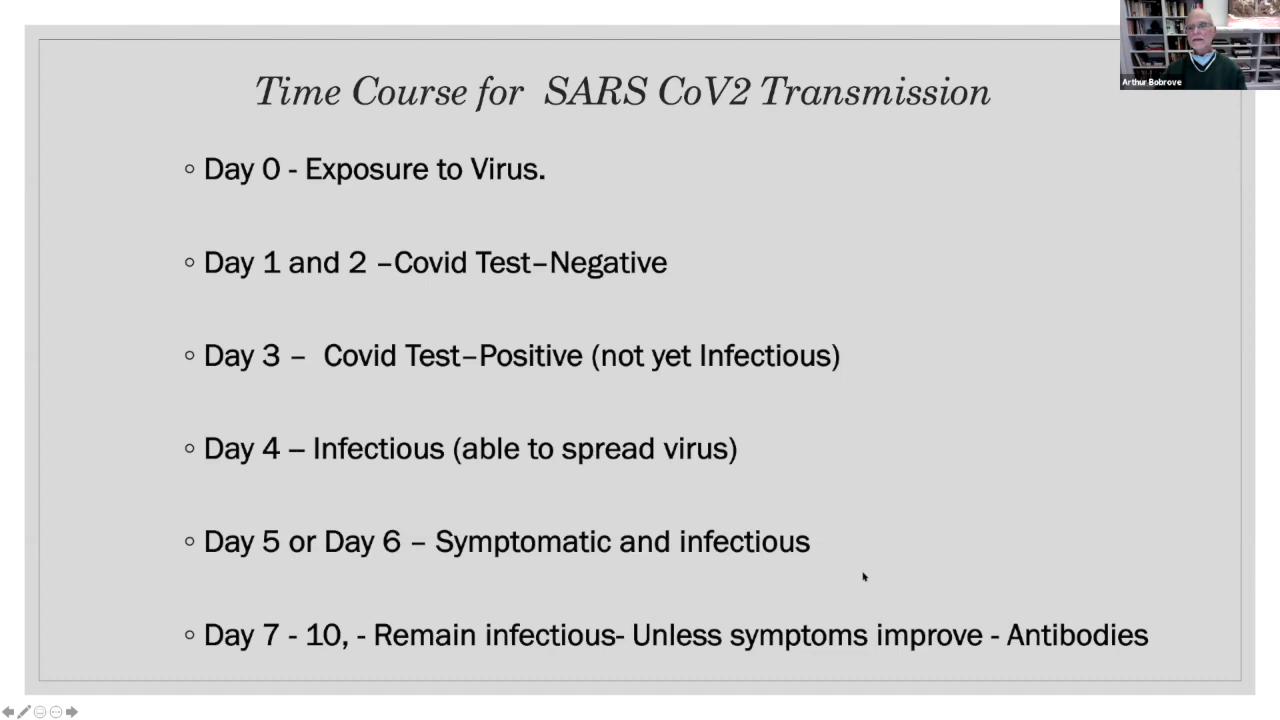 Arthur Bobrove
Time Course for SARS CoV2 Transmission
Day 0 - Exposure to Virus.
Day 1 and 2 –Covid Test–Negative
Day 3 – Covid Test–Positive (not yet Infectious)
Day 4 – Infectious (able to spread virus)
Day 5 or Day 6 – Symptomatic and infectious
Day 7 - 10, - Remain infectious- Unless symptoms improve - Antibodies